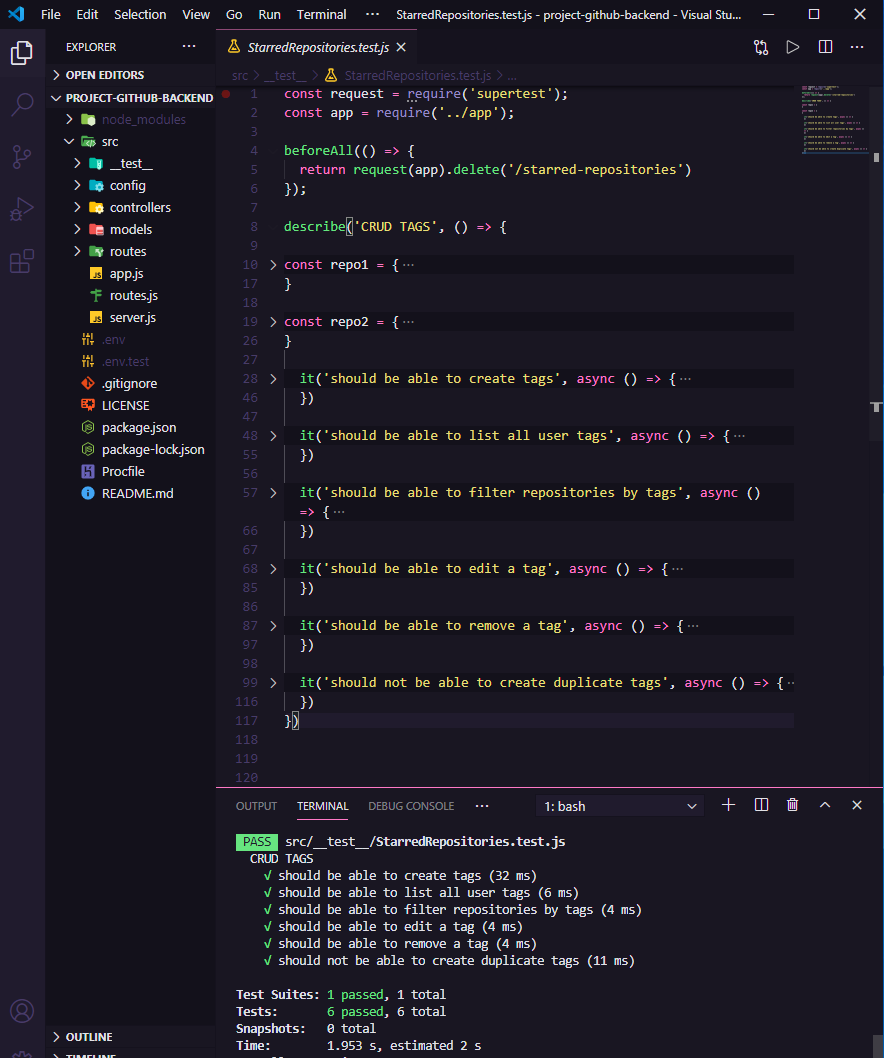 File Edit Selection View Go Run Terminal ··· StarredRepositories.test.js - project-github-backend - Visual Stu...
EXPLORER ···
OPEN EDITORS
PROJECT-GITHUB-BACKEND
node_modules
src
__test__
config
controllers
models
routes
app.js
routes.js
server.js
.env
.env.test
.gitignore
LICENSE
package.json
package-lock.json
Procfile
README.md
OUTLINE
TIMELINE
StarredRepositories.test.js
src > __test__ > StarredRepositories.test.js > ...
1 const request = require('supertest');
2 const app = require('../app');
3
4 beforeAll(() => {
5 return request(app).delete('/starred-repositories')
6 });
7
8 describe('CRUD TAGS', () => {
9
10 const repo1 = {···
17 }
18
19 const repo2 = {···
26 }
27
28 it('should be able to create tags', async () => {···
46 })
47
48 it('should be able to list all user tags', async () => {···
55 })
56
57 it('should be able to filter repositories by tags', async ()
=> {···
66 })
67
68 it('should be able to edit a tag', async () => {···
85 })
86
87 it('should be able to remove a tag', async () => {···
97 })
98
99 it('should not be able to create duplicate tags', async () => {··
116 })
117 })
118
119
120
OUTPUT TERMINAL DEBUG CONSOLE ··· 1: bash
PASS src/__test__/StarredRepositories.test.js
CRUD TAGS
√ should be able to create tags (32 ms)
√ should be able to list all user tags (6 ms)
√ should be able to filter repositories by tags (4 ms)
√ should be able to edit a tag (4 ms)
√ should be able to remove a tag (4 ms)
√ should not be able to create duplicate tags (11 ms)
Test Suites: 1 passed, 1 total
Tests: 6 passed, 6 total
Snapshots: 0 total
Time: 1.953 s, estimated 2 s